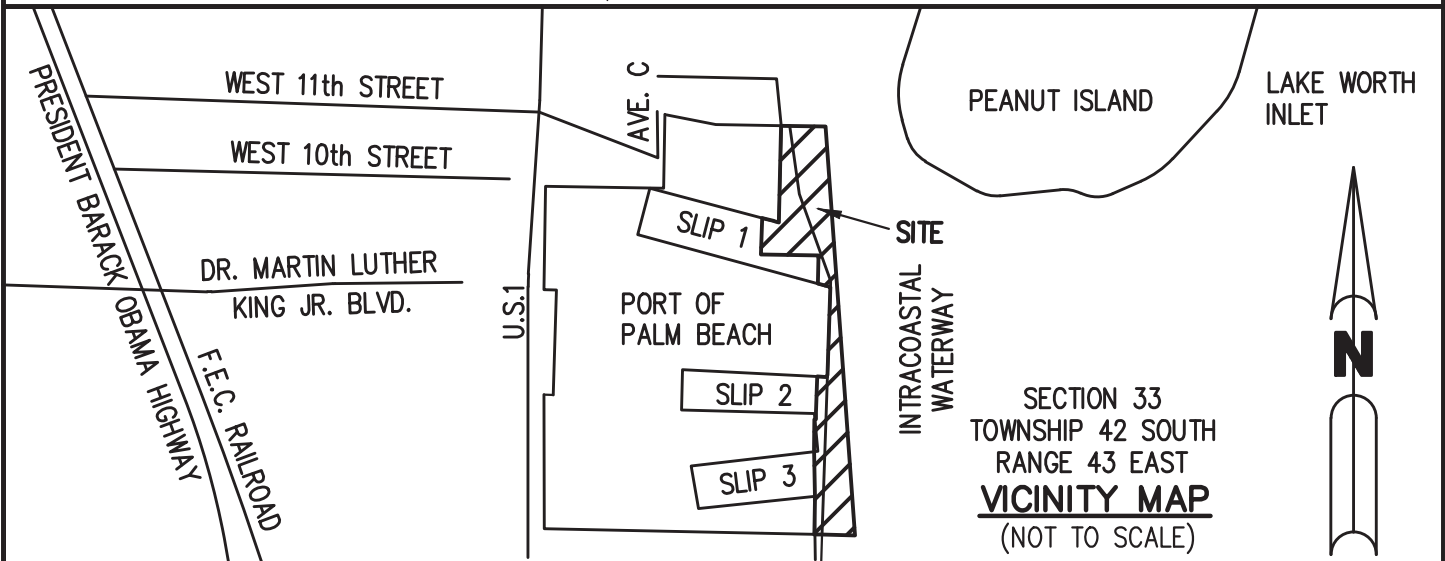 WEST 11th STREET
AVE. C
PEANUT ISLAND
LAKE WORTH
INLET
PRESIDENT BARACK OBAMA HIGHWAY
WEST 10th STREET
SLIP 1
SITE
DR. MARTIN LUTHER
KING JR. BLVD.
U.S.1
PORT OF
PALM BEACH
INTRACOASTAL
WATERWAY
F.E.C. RAILROAD
SLIP 2
SLIP 3
N
SECTION 33
TOWNSHIP 42 SOUTH
RANGE 43 EAST
VICINITY MAP
(NOT TO SCALE)